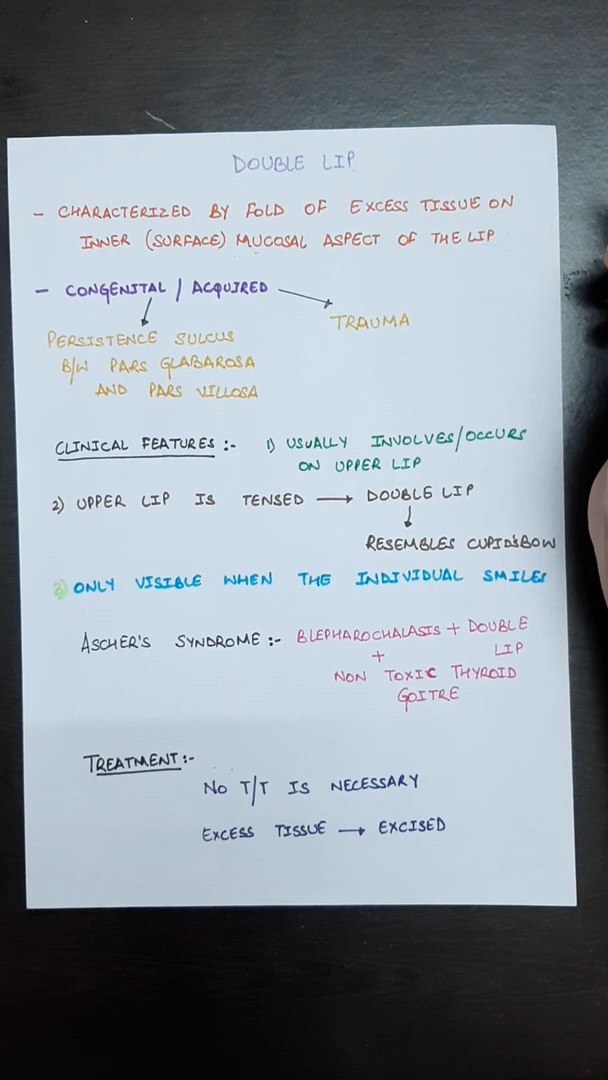 DOUBLE LIP
- CHARACTERIZED BY FOLD OF EXCESS TISSUE ON
INNER (SURFACE) MUCOSAL ASPECT OF THE LIP
- CONGENITAL / ACQUIRED
TRAUMA
PERSISTENCE SULCUS
B/W PARS GLABAROSA
AND PARS VILLOSA
CLINICAL FEATURES :- 1) USUALLY INVOLVES/OCCURS
ON UPPER LIP
2) UPPER LIP IS TENSED → DOUBLE LIP
↓
RESEMBLES CUPID'S BOW
3) ONLY VISIBLE WHEN THE INDIVIDUAL SMILES
ASCHER'S SYNDROME :- BLEPHAROCHALASIS + DOUBLE
LIP
+
NON TOXIC THYROID
GOITRE
TREATMENT :-
NO T/T IS NECESSARY
EXCESS TISSUE → EXCISED